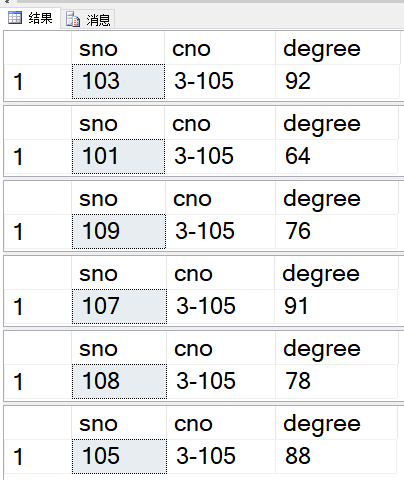 结果 消息
sno cno degree
1 103 3-105 92
sno cno degree
1 101 3-105 64
sno cno degree
1 109 3-105 76
sno cno degree
1 107 3-105 91
sno cno degree
1 108 3-105 78
sno cno degree
1 105 3-105 88